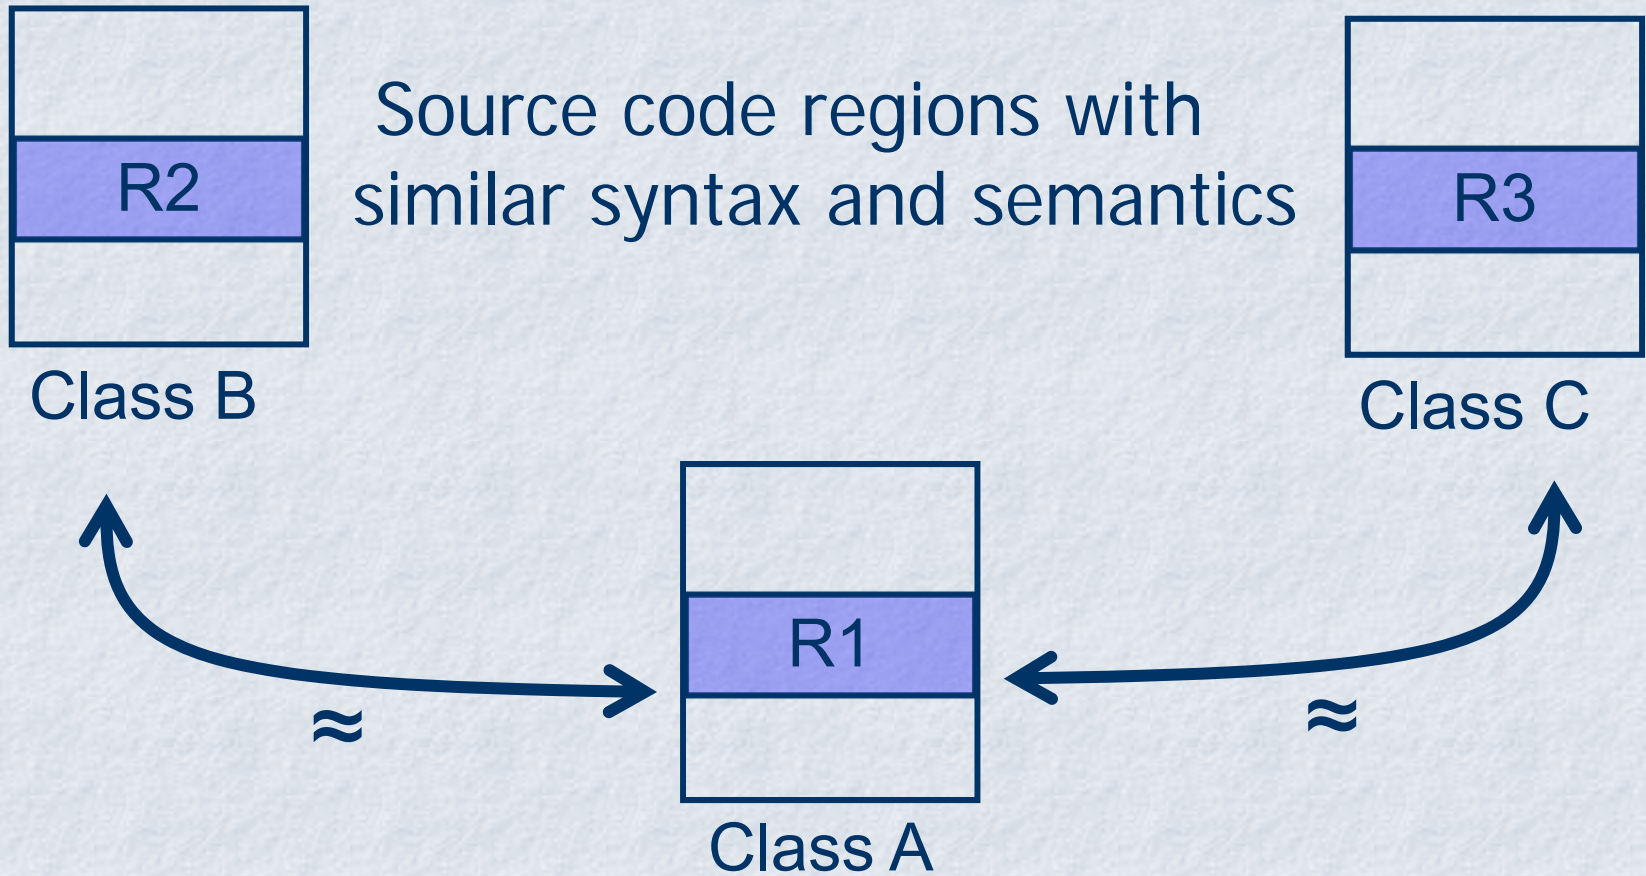 Source code regions with
similar syntax and semantics
R2
Class B
R3
Class C
R1
Class A
≈
≈